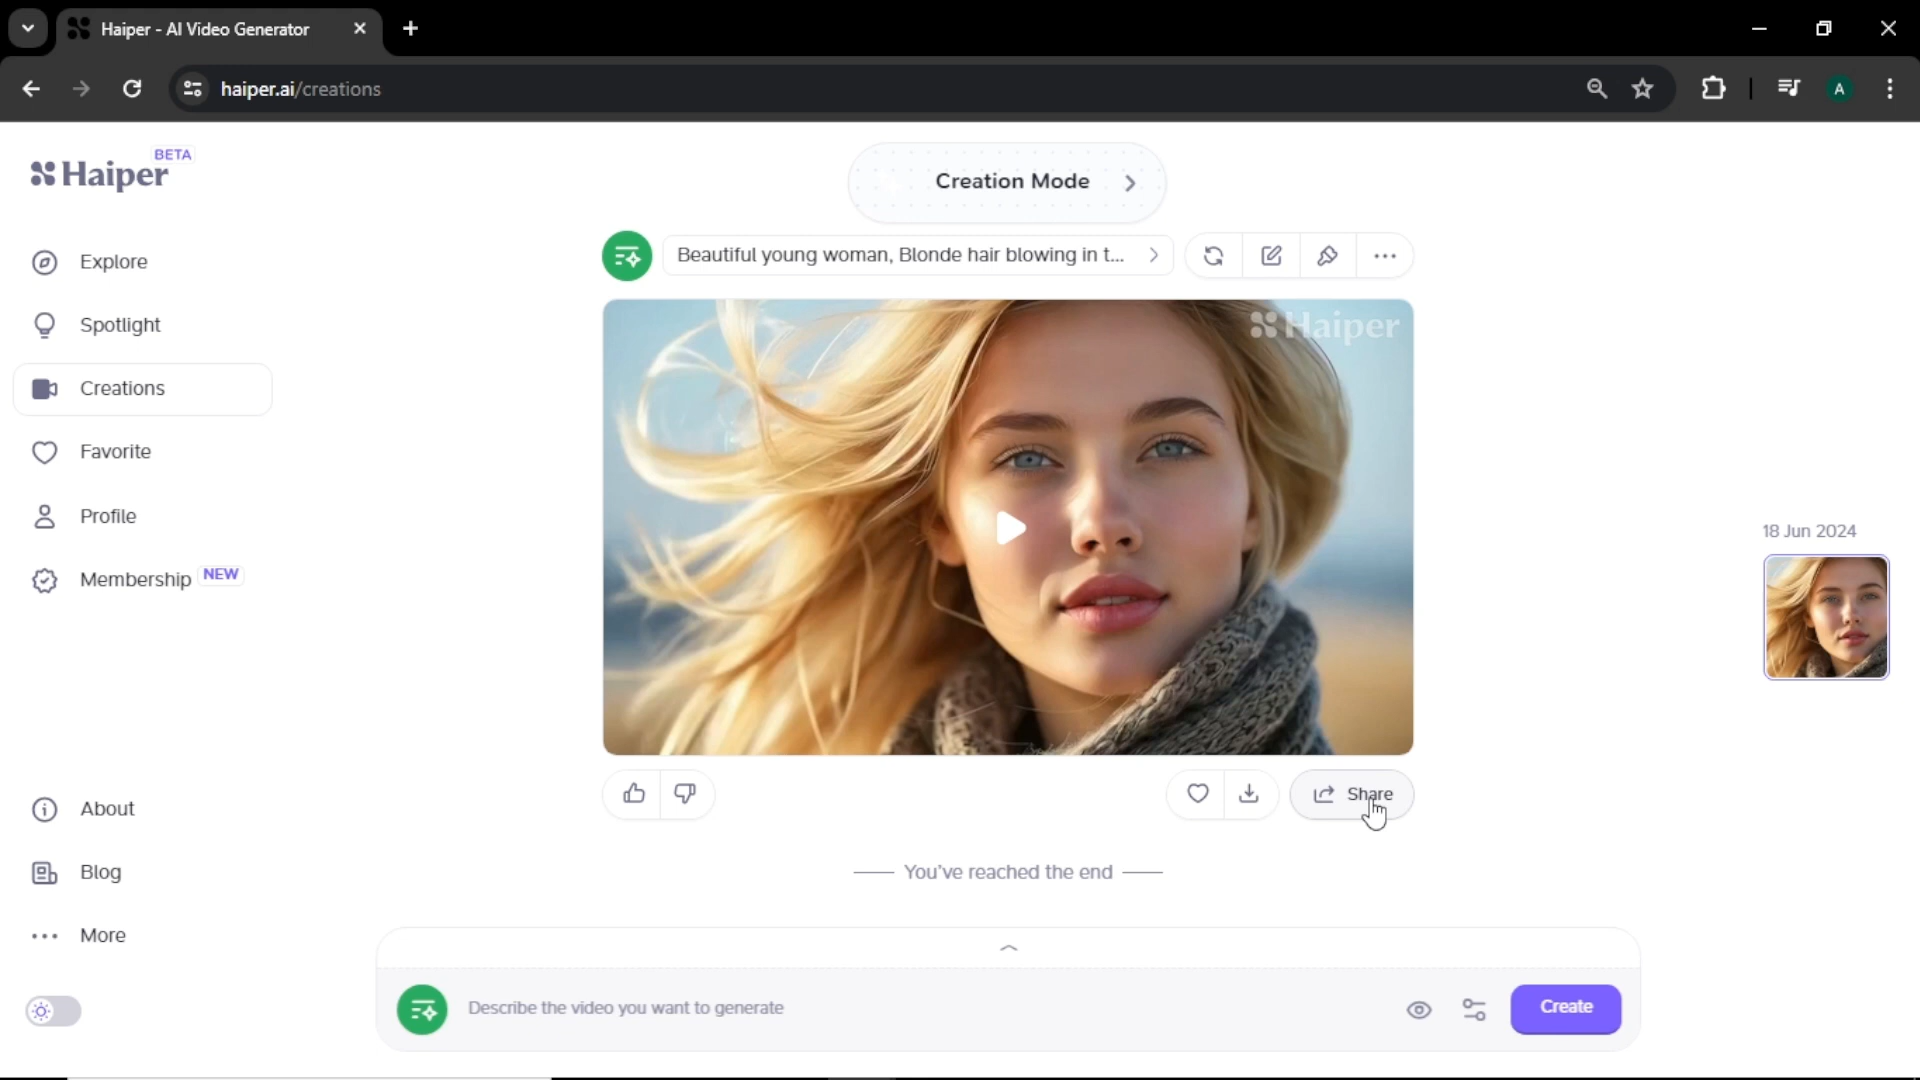 Haiper - AI Video Generator
haiper.ai/creations
A
Haiper BETA
Creation Mode
Beautiful young woman, Blonde hair blowing in t...
Explore
Spotlight
Creations
Favorite
Profile
Membership NEW
Haiper
18 Jun 2024
Share
You've reached the end
About
Blog
More
Describe the video you want to generate
Create